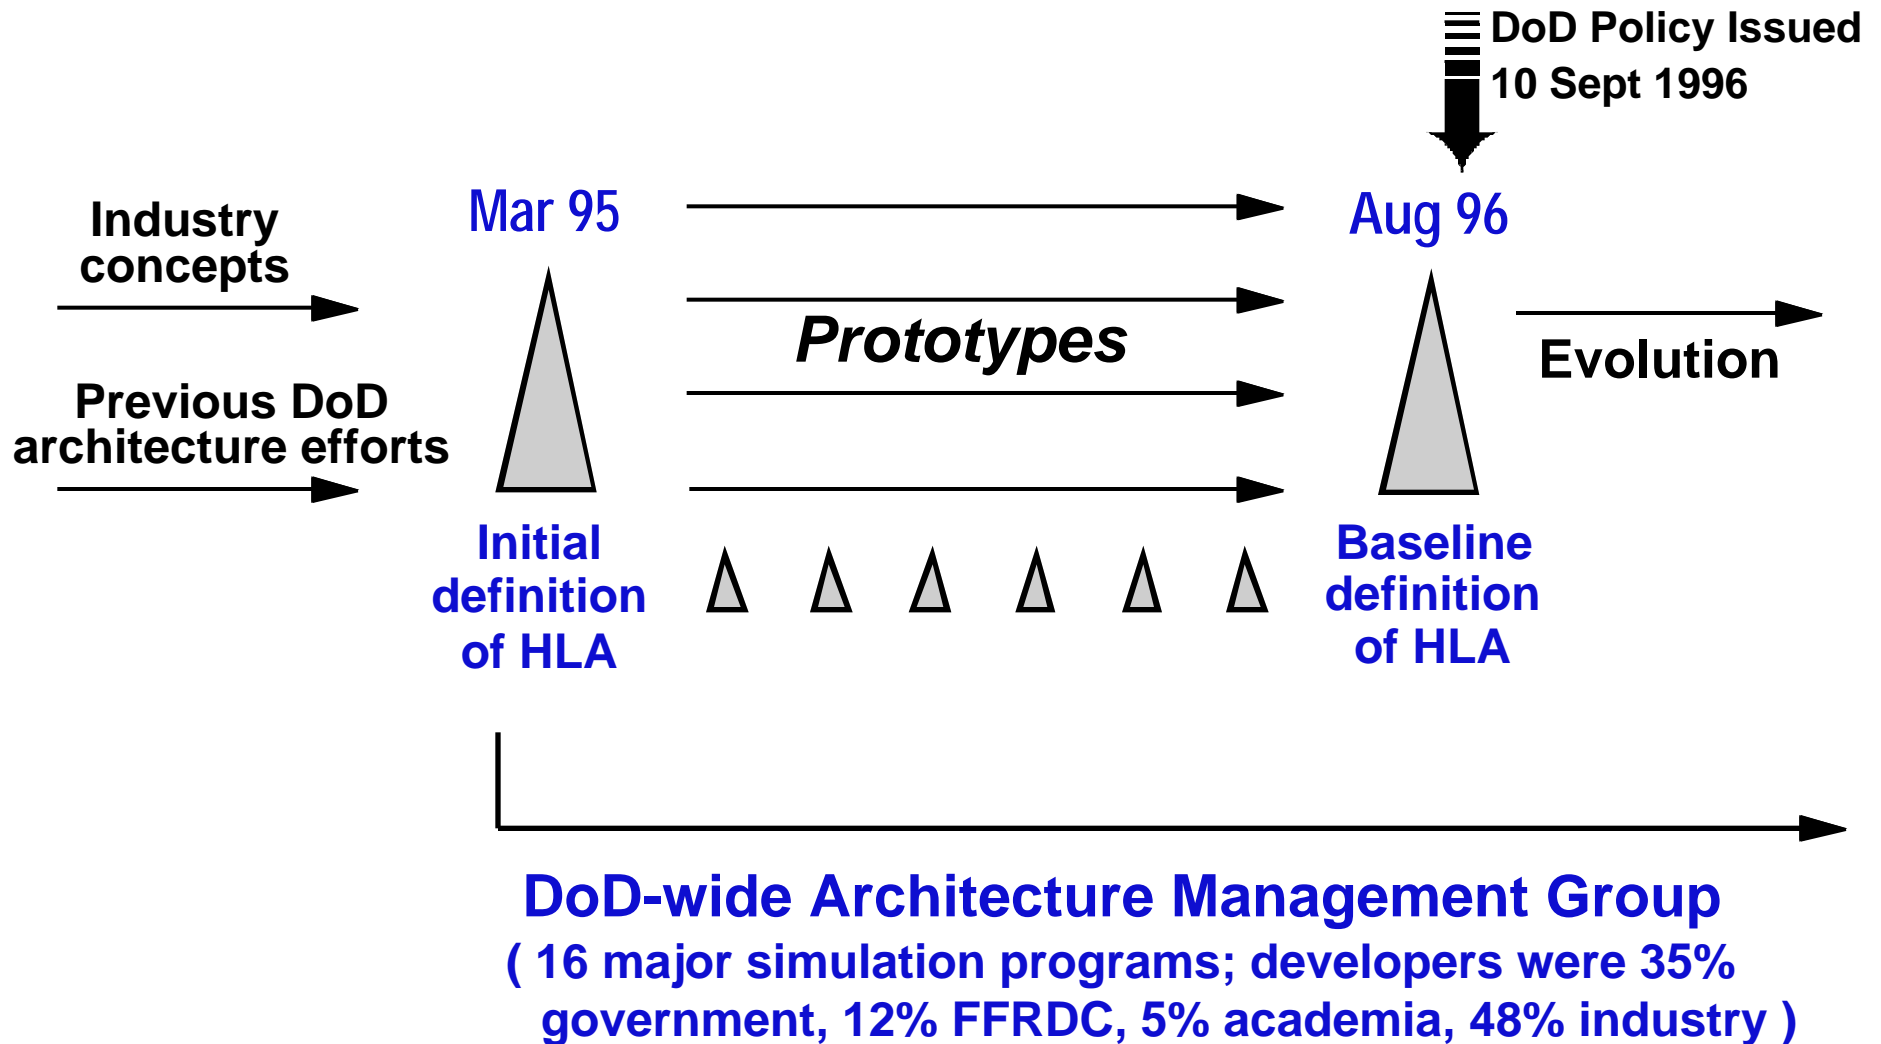 DoD Policy Issued
10 Sept 1996
Industry
concepts
Previous DoD
architecture efforts
Mar 95
Initial
definition
of HLA
Prototypes
Aug 96
Baseline
definition
of HLA
Evolution
DoD-wide Architecture Management Group
( 16 major simulation programs; developers were 35%
government, 12% FFRDC, 5% academia, 48% industry )